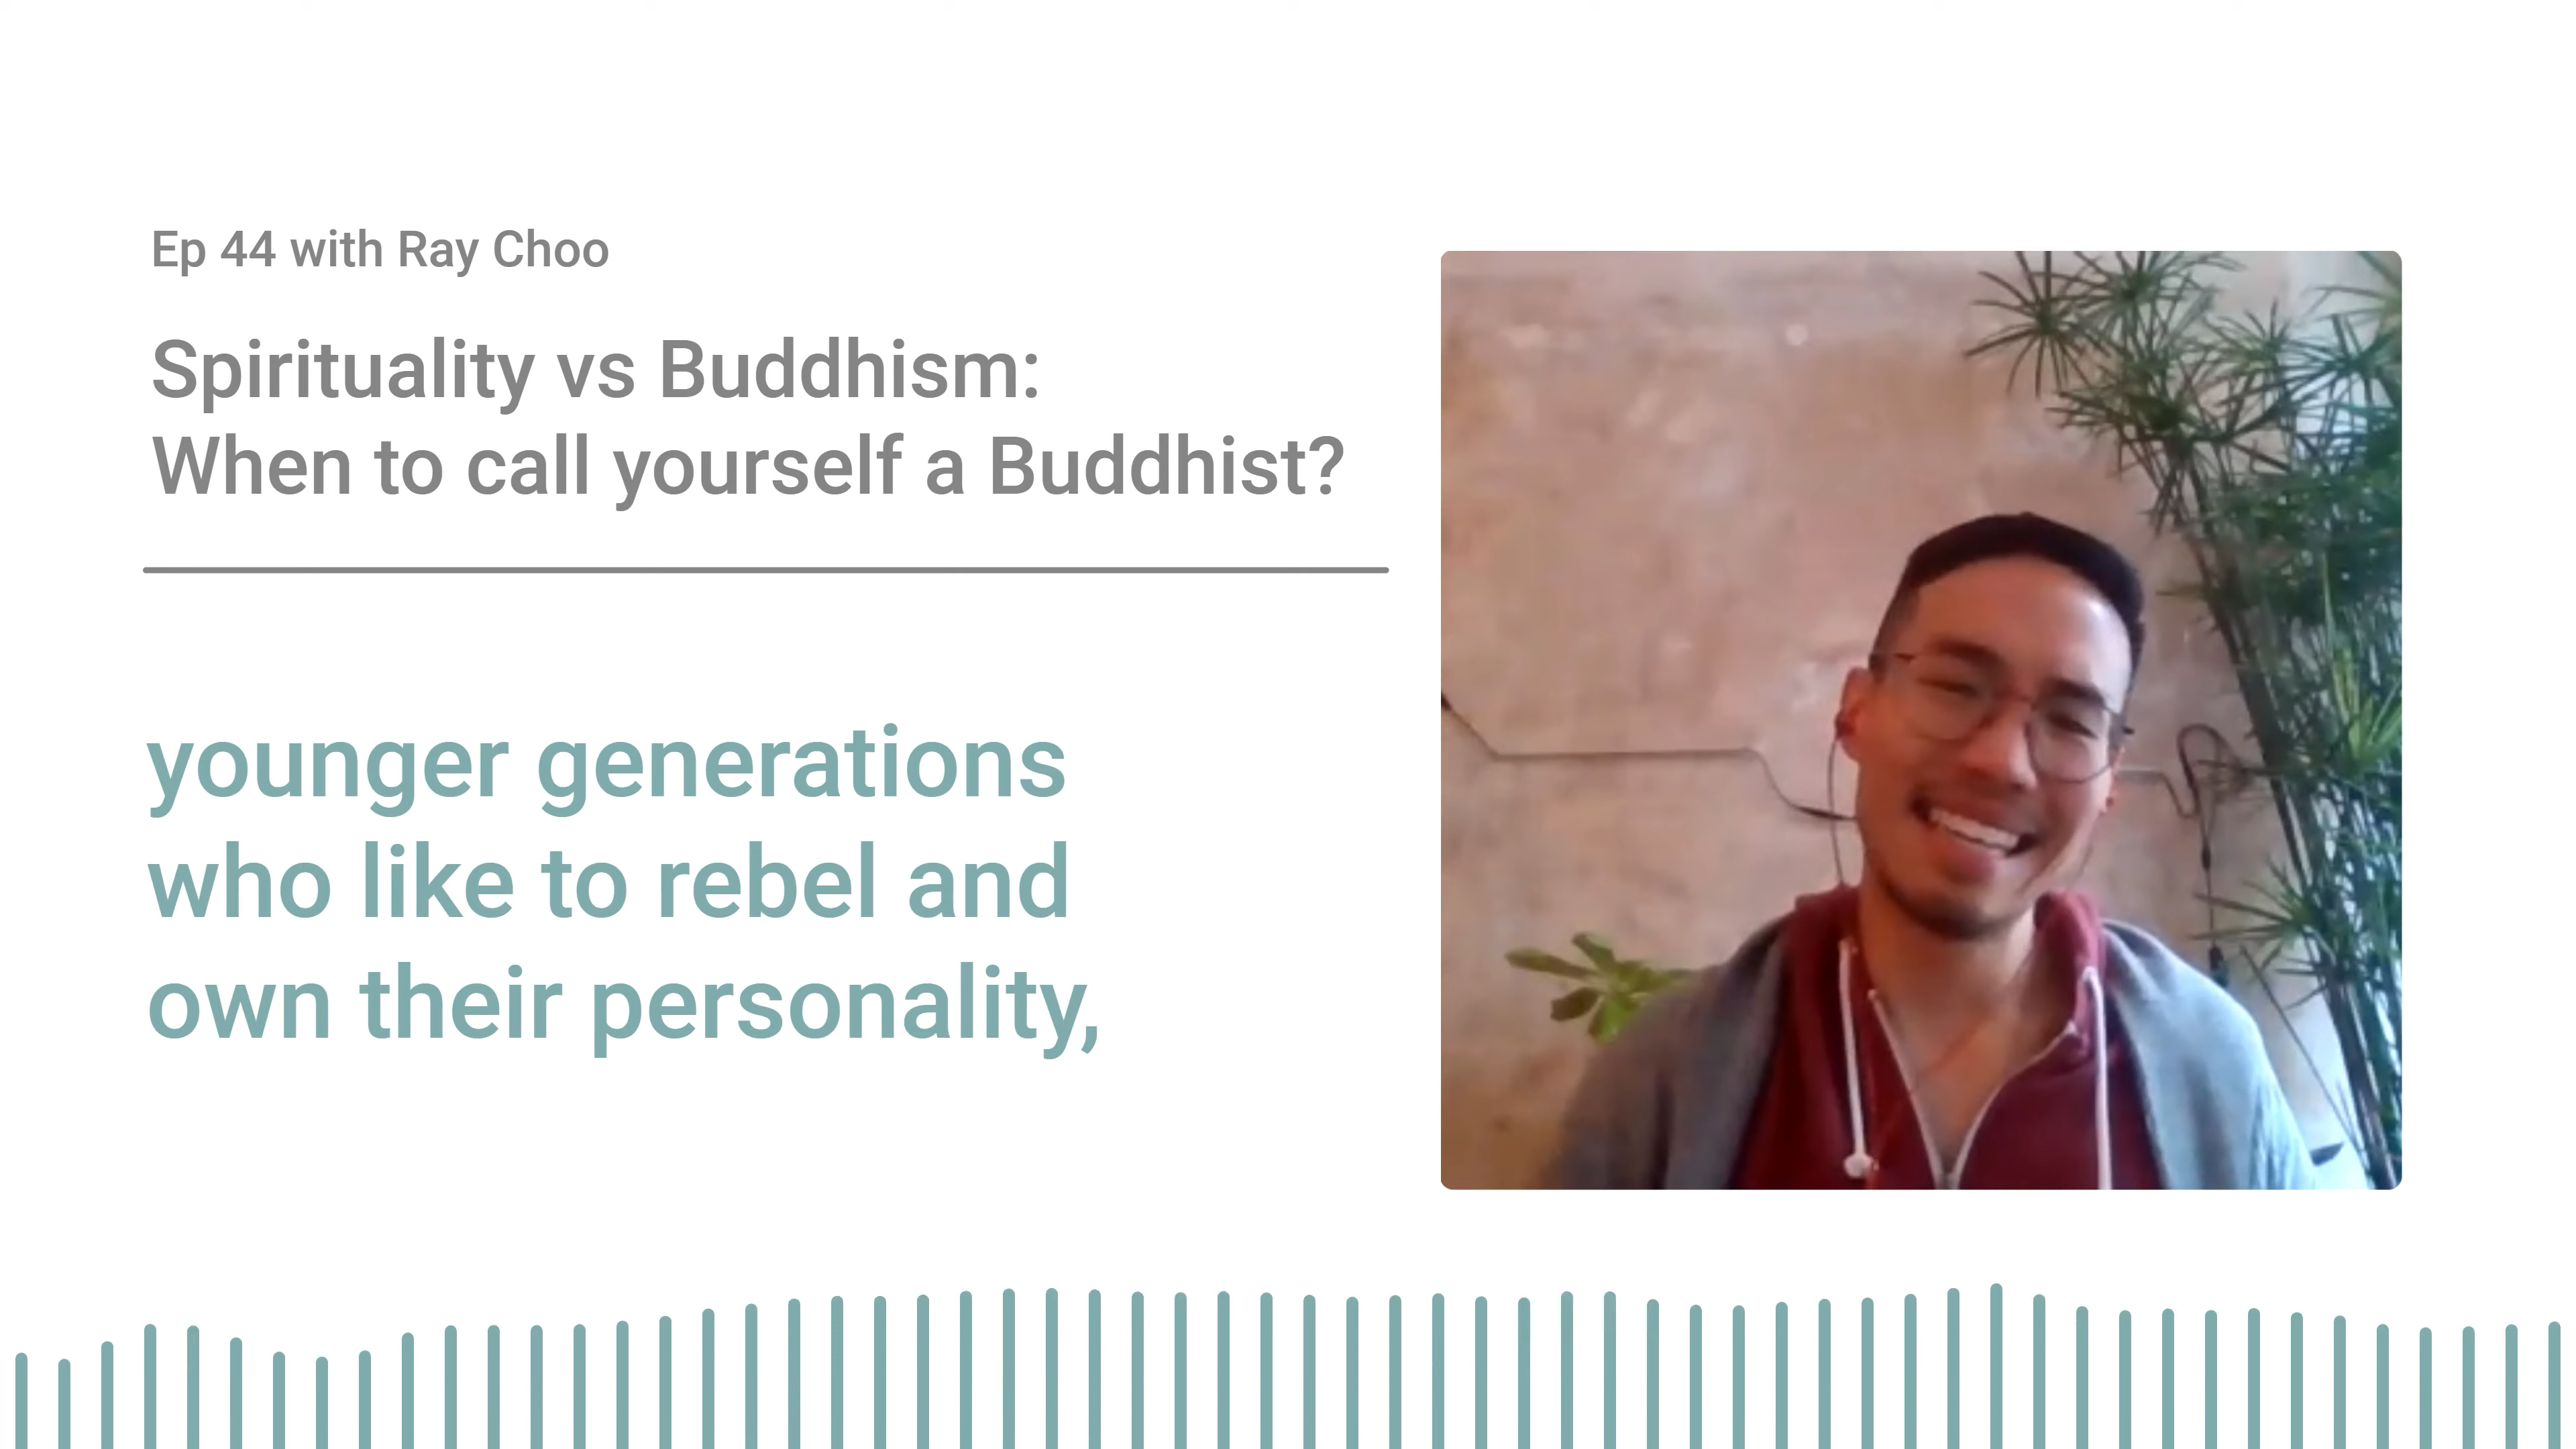 Ep 44 with Ray Choo
Spirituality vs Buddhism:
When to call yourself a Buddhist?
younger generations
who like to rebel and
own their personality,